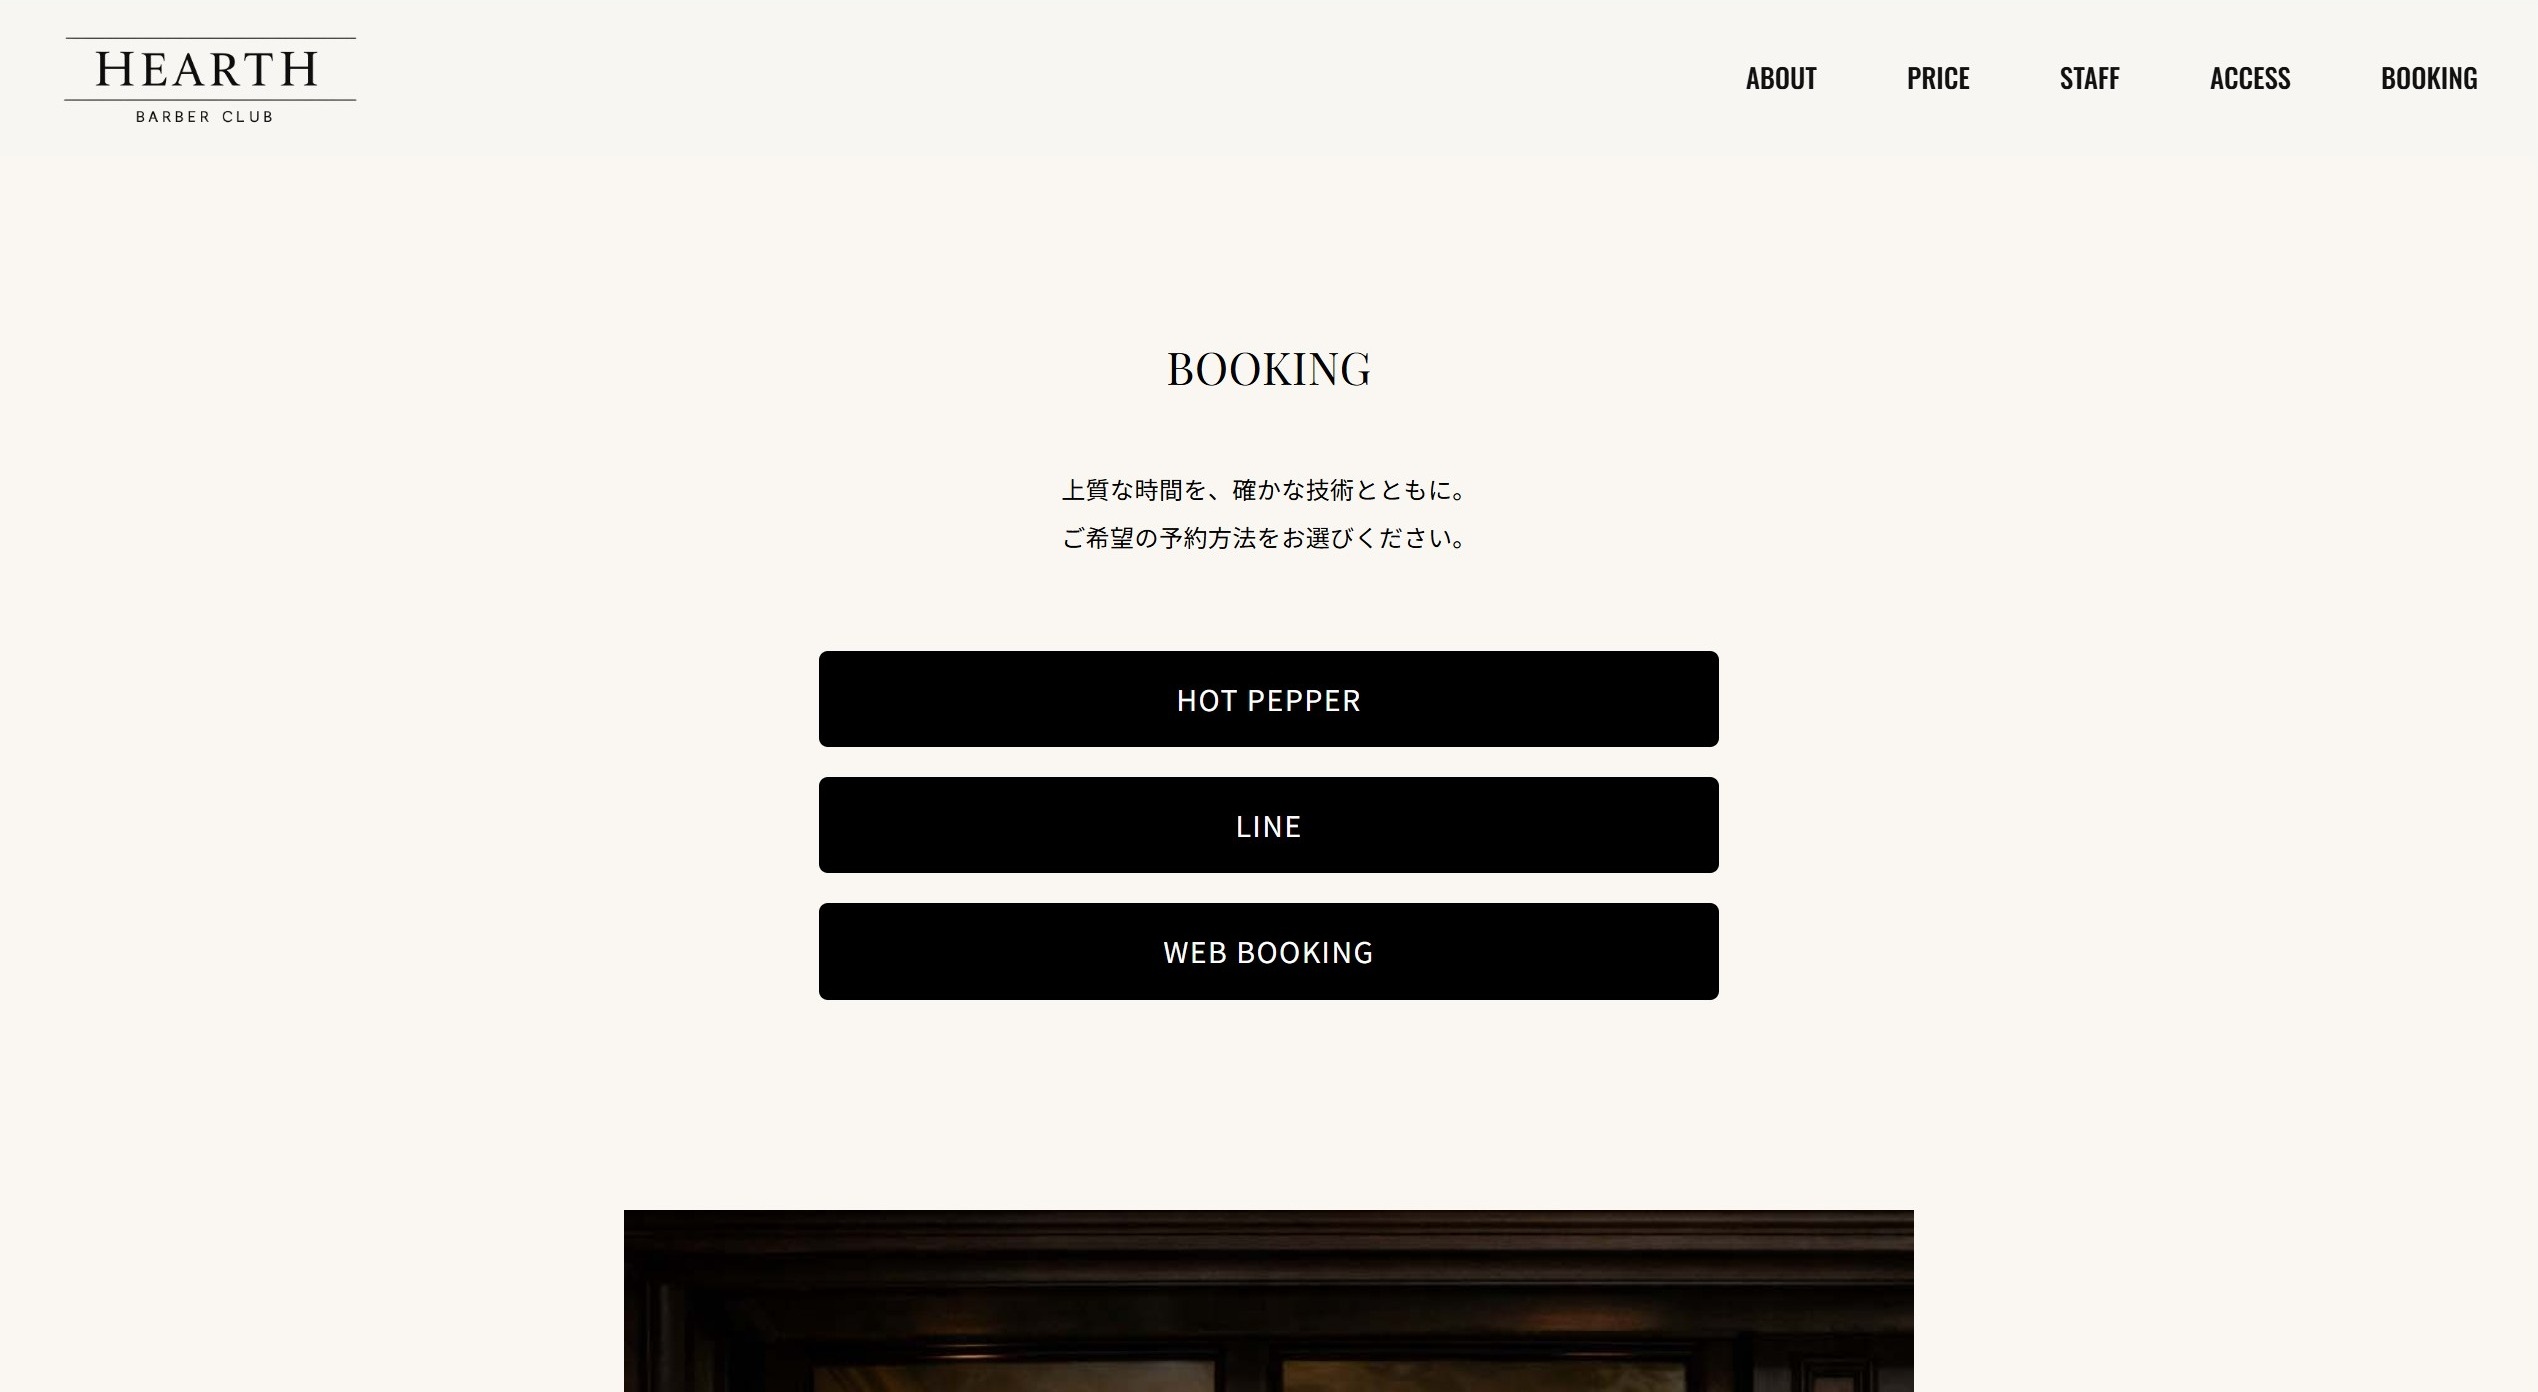 HEARTH
BARBER CLUB
ABOUT
PRICE
STAFF
ACCESS
BOOKING
BOOKING
上質な時間を、確かな技術とともに。
ご希望の予約方法をお選びください。
HOT PEPPER
LINE
WEB BOOKING